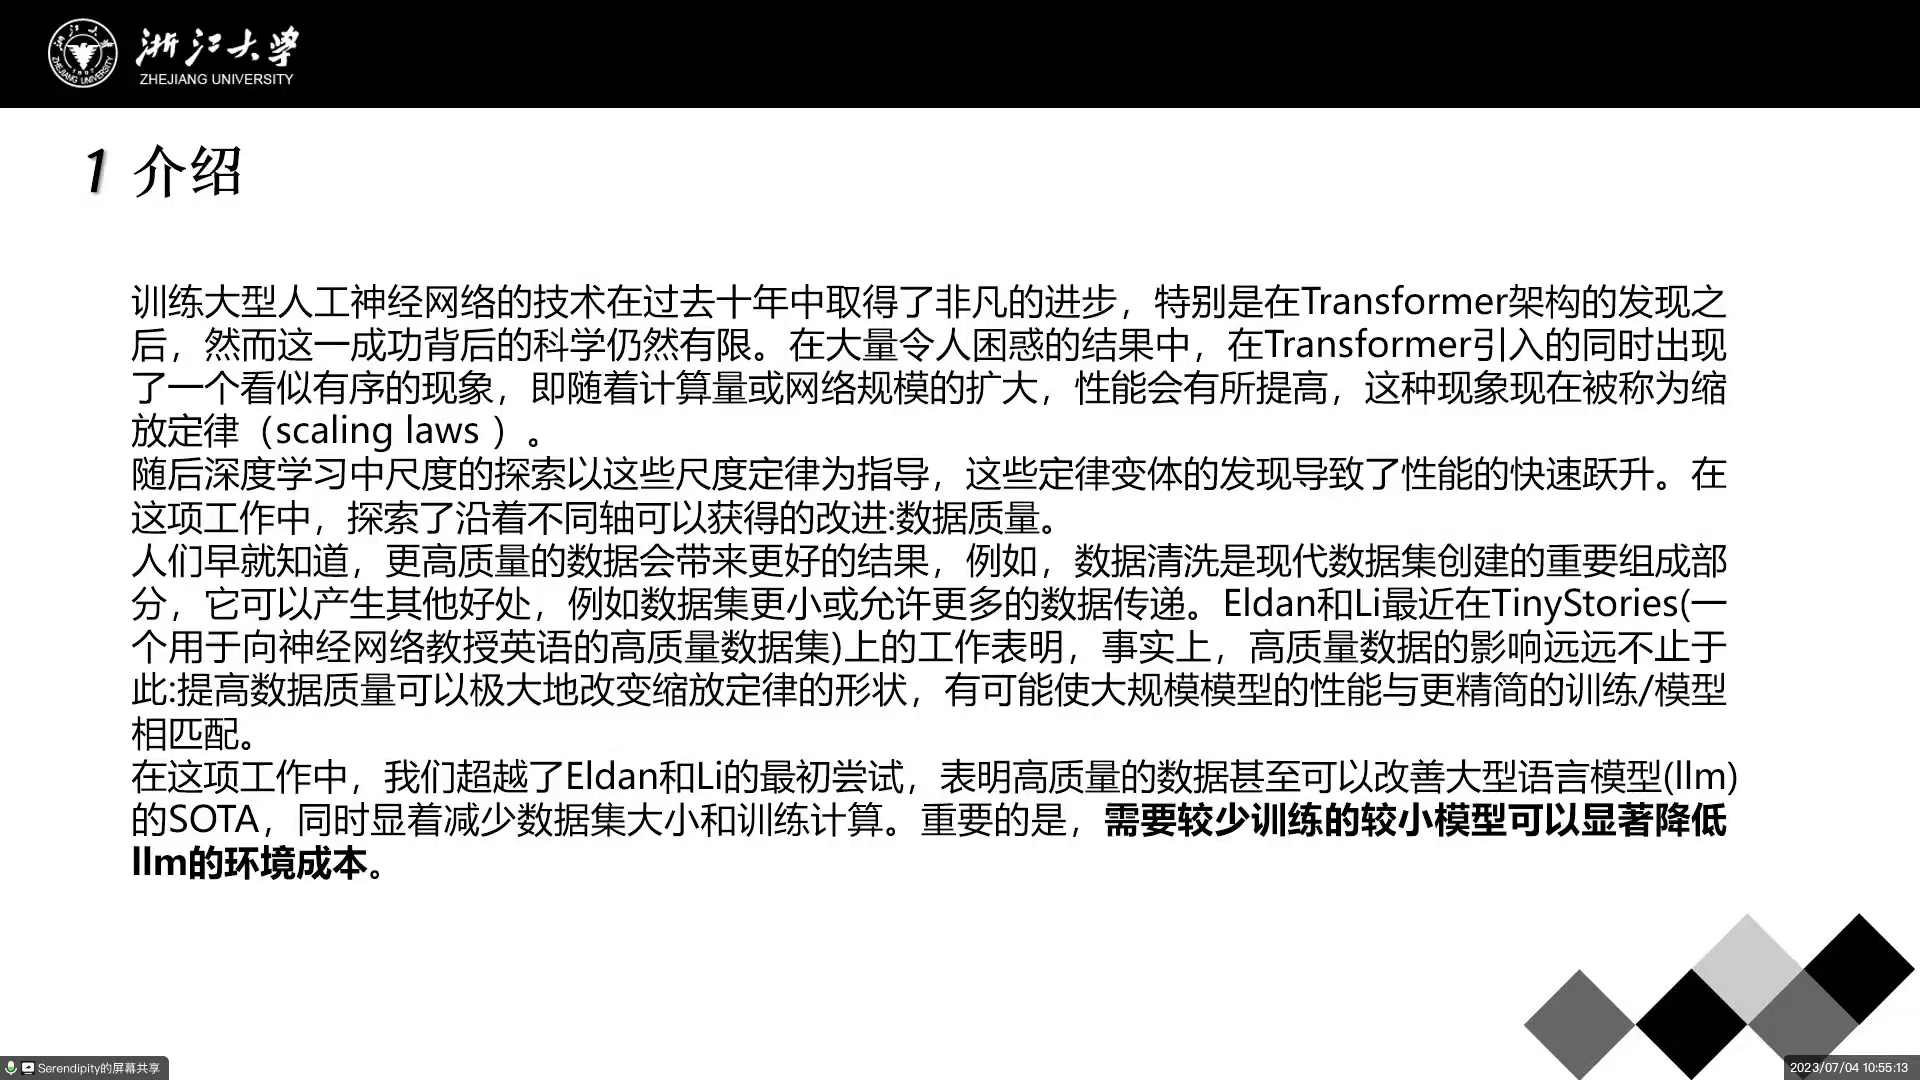 浙江大学
ZHEJIANG UNIVERSITY
1 介绍
训练大型人工神经网络的技术在过去十年中取得了非凡的进步，特别是在Transformer架构的发现之
后，然而这一成功背后的科学仍然有限。在大量令人困惑的结果中，在Transformer引入的同时出现
了一个看似有序的现象，即随着计算量或网络规模的扩大，性能会有所提高，这种现象现在被称为缩
放定律（scaling laws ）。
随后深度学习中尺度的探索以这些尺度定律为指导，这些定律变体的发现导致了性能的快速跃升。在
这项工作中，探索了沿着不同轴可以获得的改进:数据质量。
人们早就知道，更高质量的数据会带来更好的结果，例如，数据清洗是现代数据集创建的重要组成部
分，它可以产生其他好处，例如数据集更小或允许更多的数据传递。Eldan和Li最近在TinyStories(一
个用于向神经网络教授英语的高质量数据集)上的工作表明，事实上，高质量数据的影响远远不止于
此:提高数据质量可以极大地改变缩放定律的形状，有可能使大规模模型的性能与更精简的训练/模型
相匹配。
在这项工作中，我们超越了Eldan和Li的最初尝试，表明高质量的数据甚至可以改善大型语言模型(llm)
的SOTA，同时显着减少数据集大小和训练计算。重要的是，需要较少训练的较小模型可以显著降低
llm的环境成本。
Serendipity的屏幕共享
2023/07/04 10:55:13